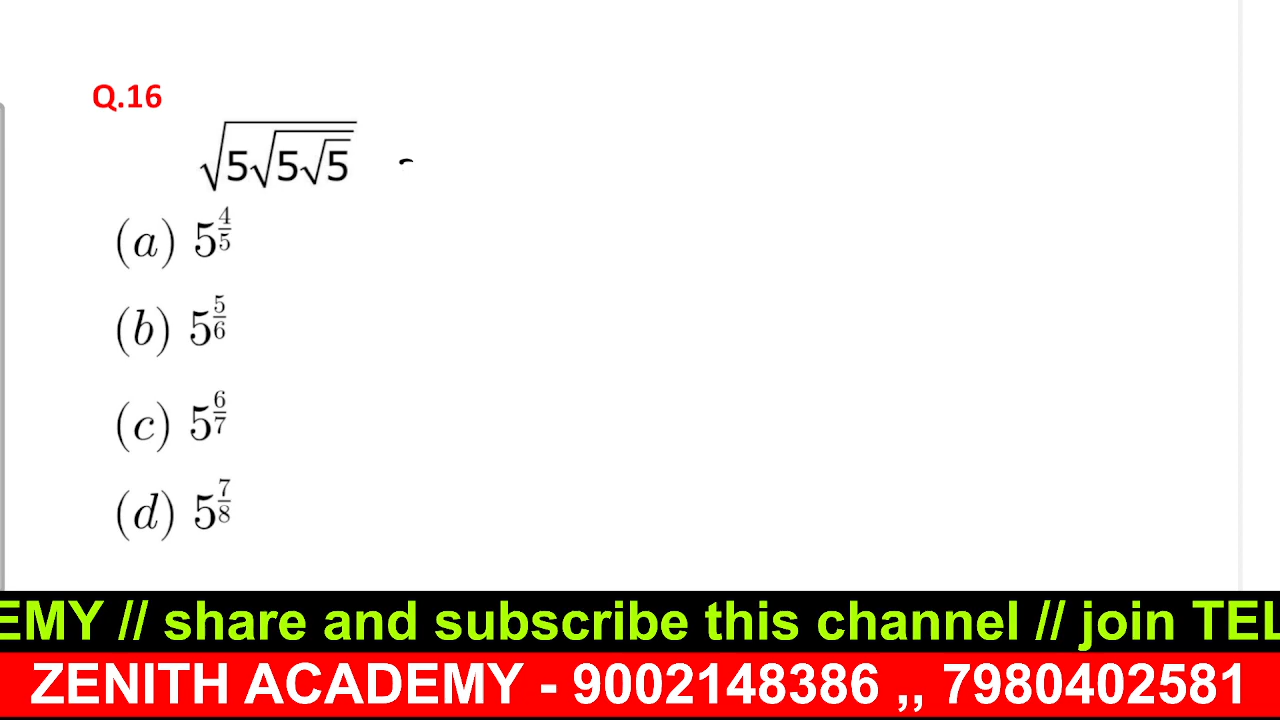 Q.16
√(5√(5√5))
(a) 5^(4/5)
(b) 5^(5/6)
(c) 5^(6/7)
(d) 5^(7/8)
EMY // share and subscribe this channel // join TEL
ZENITH ACADEMY - 9002148386 ,, 7980402581